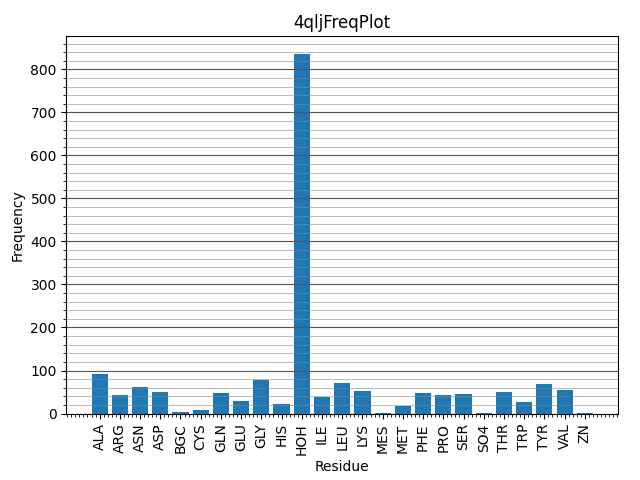 4qljFreqPlot
Frequency
800
700
600
500
400
300
200
100
0
ALA
ARG
ASN
ASP
BGC
CYS
GLN
GLU
GLY
HIS
HOH
ILE
LEU
LYS
MES
MET
PHE
PRO
SER
SO4
THR
TRP
TYR
VAL
ZN
Residue